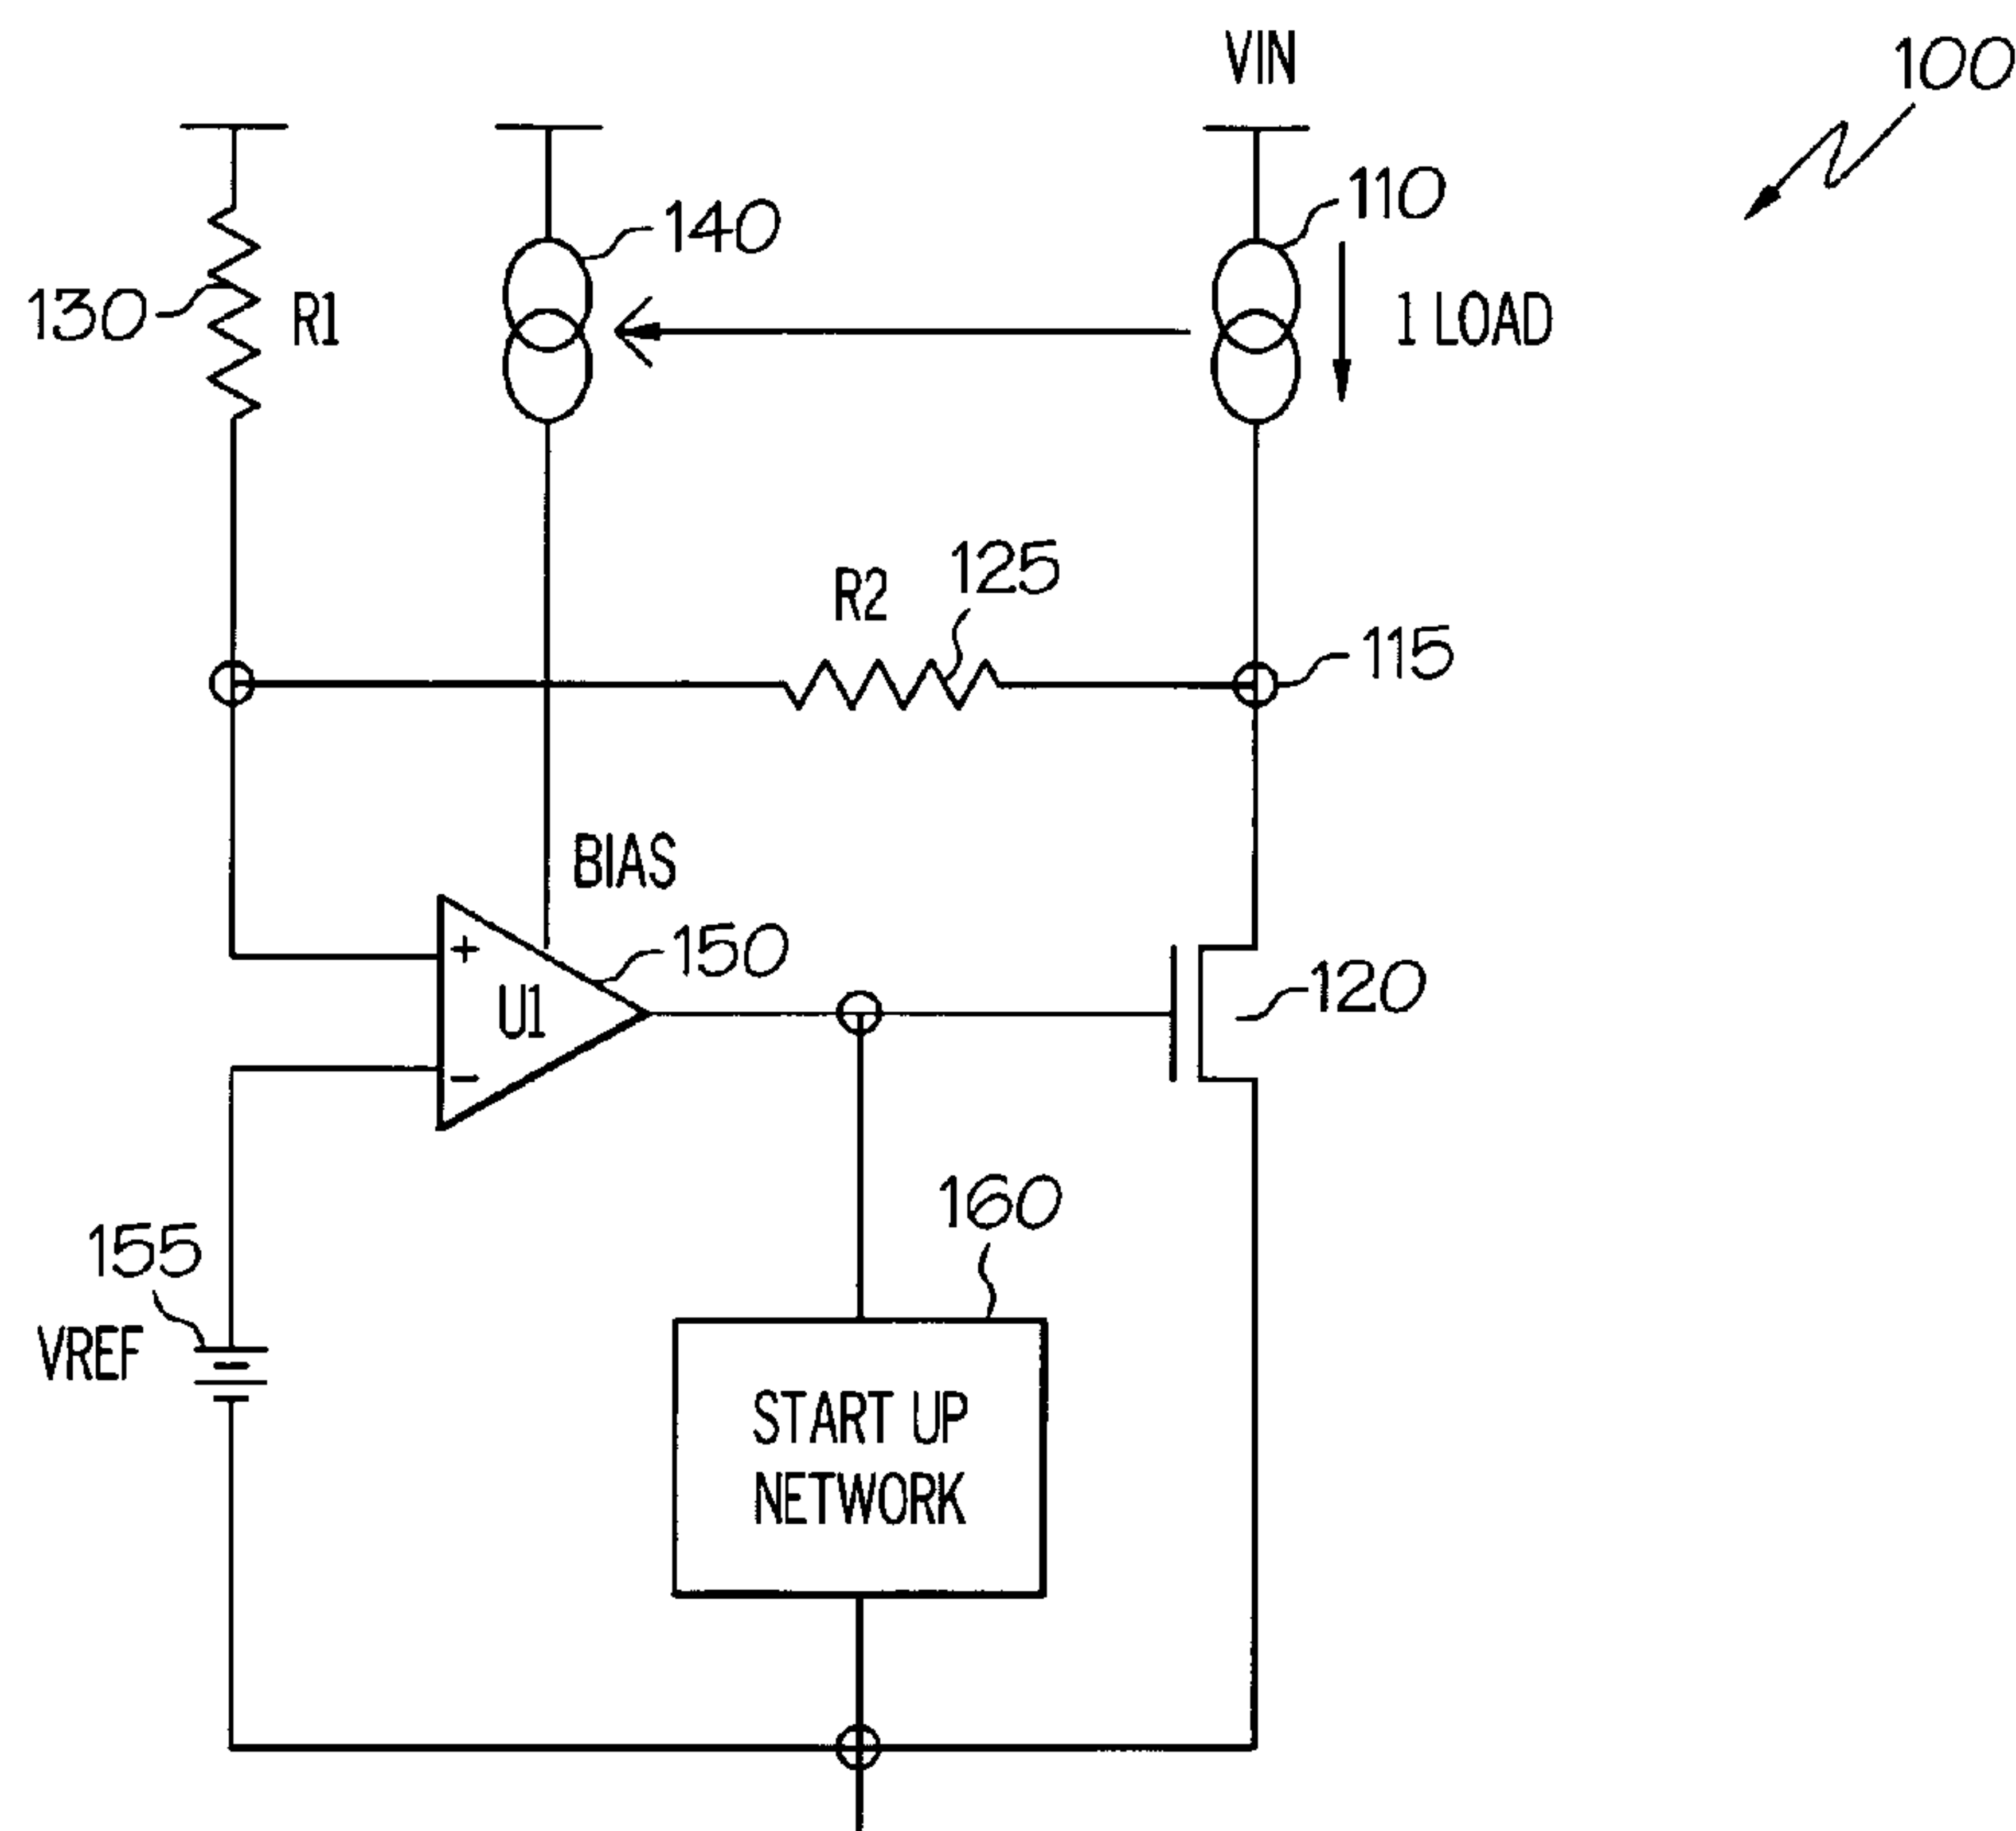 VIN
100
110
140
130
R1
1 LOAD
125
R2
115
BIAS
150
+
U1
120
-
160
155
VREF
START UP
NETWORK